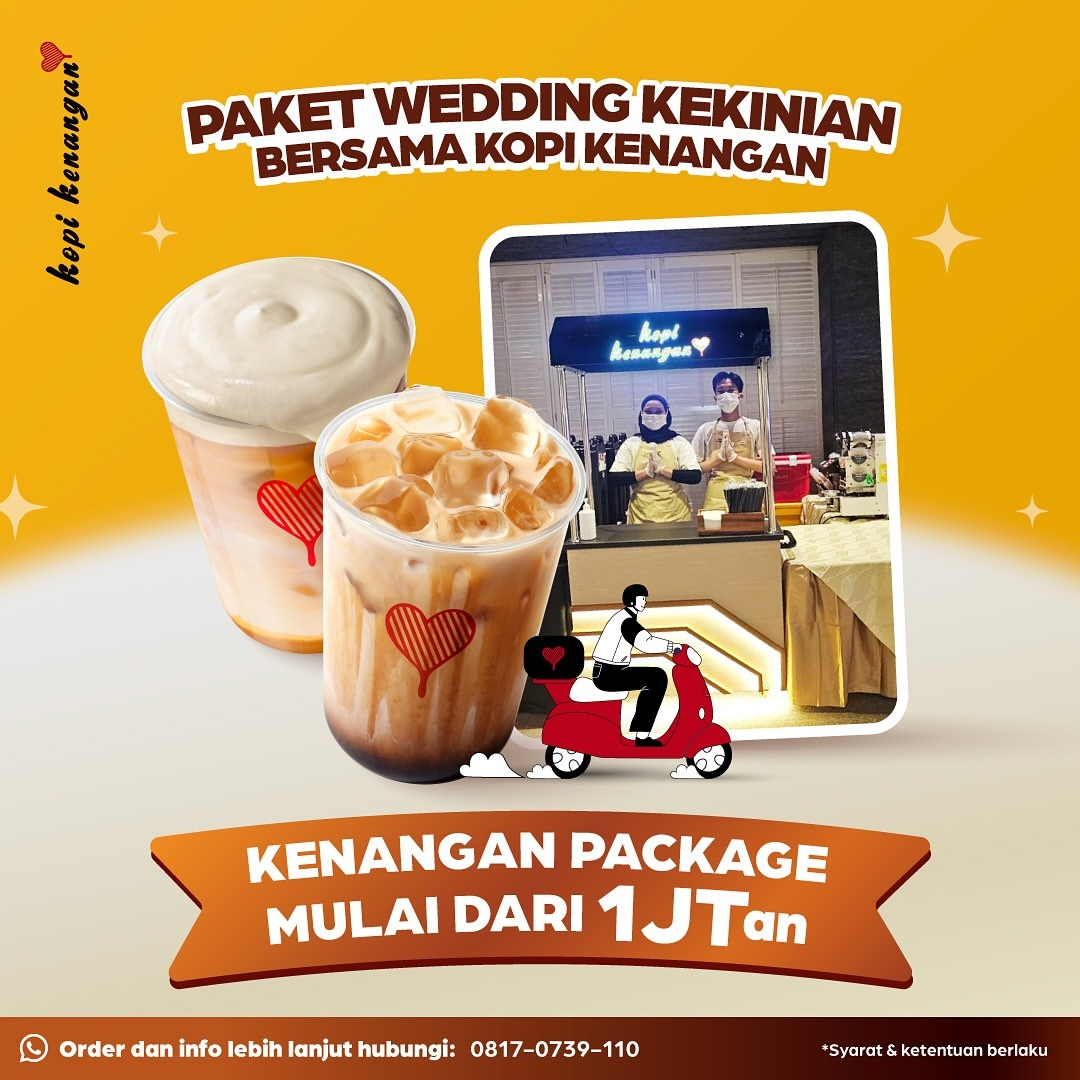 kopi kenangan
PAKET WEDDING KEKINIAN
BERSAMA KOPI KENANGAN
kopi
kenangan
KENANGAN PACKAGE
MULAI DARI 1JTan
Order dan info lebih lanjut hubungi: 0817-0739-110
*Syarat & ketentuan berlaku